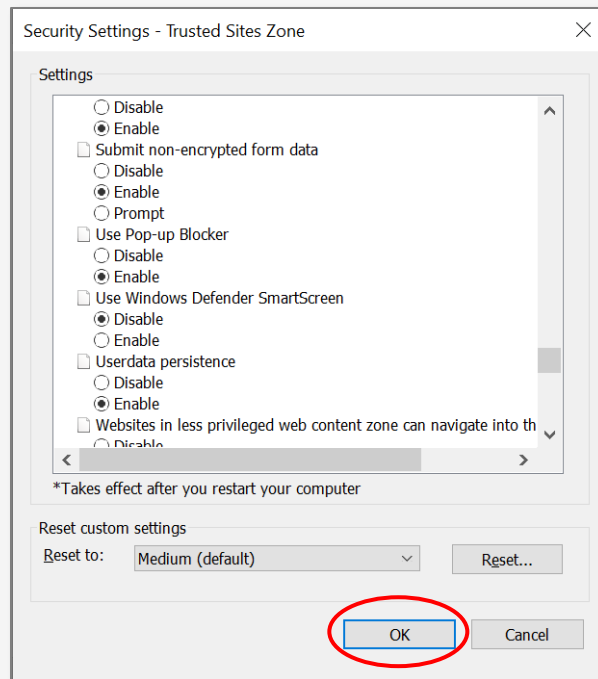 Security Settings - Trusted Sites Zone
Settings
Disable
Enable
Submit non-encrypted form data
Disable
Enable
Prompt
Use Pop-up Blocker
Disable
Enable
Use Windows Defender SmartScreen
Disable
Enable
Userdata persistence
Disable
Enable
Websites in less privileged web content zone can navigate into th
Disable
*Takes effect after you restart your computer
Reset custom settings
Reset to:
Medium (default)
Reset...
OK
Cancel